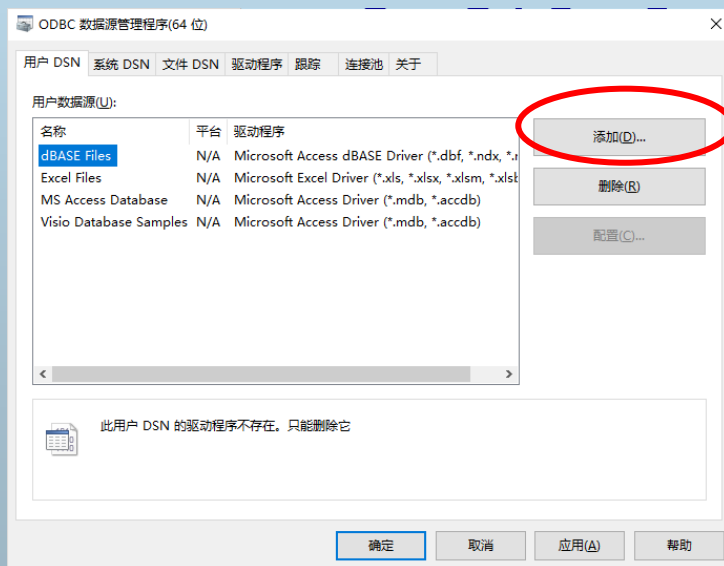 ODBC 数据源管理程序(64 位)
用户 DSN 系统 DSN 文件 DSN 驱动程序 跟踪 连接池 关于
用户数据源(U):
名称 平台 驱动程序
dBASE Files N/A Microsoft Access dBASE Driver (*.dbf, *.ndx, *.
Excel Files N/A Microsoft Excel Driver (*.xls, *.xlsx, *.xlsm, *.xlsb
MS Access Database N/A Microsoft Access Driver (*.mdb, *.accdb)
Visio Database Samples N/A Microsoft Access Driver (*.mdb, *.accdb)
添加(D)...
删除(R)
配置(C)...
此用户 DSN 的驱动程序不存在。只能删除它
确定 取消 应用(A) 帮助